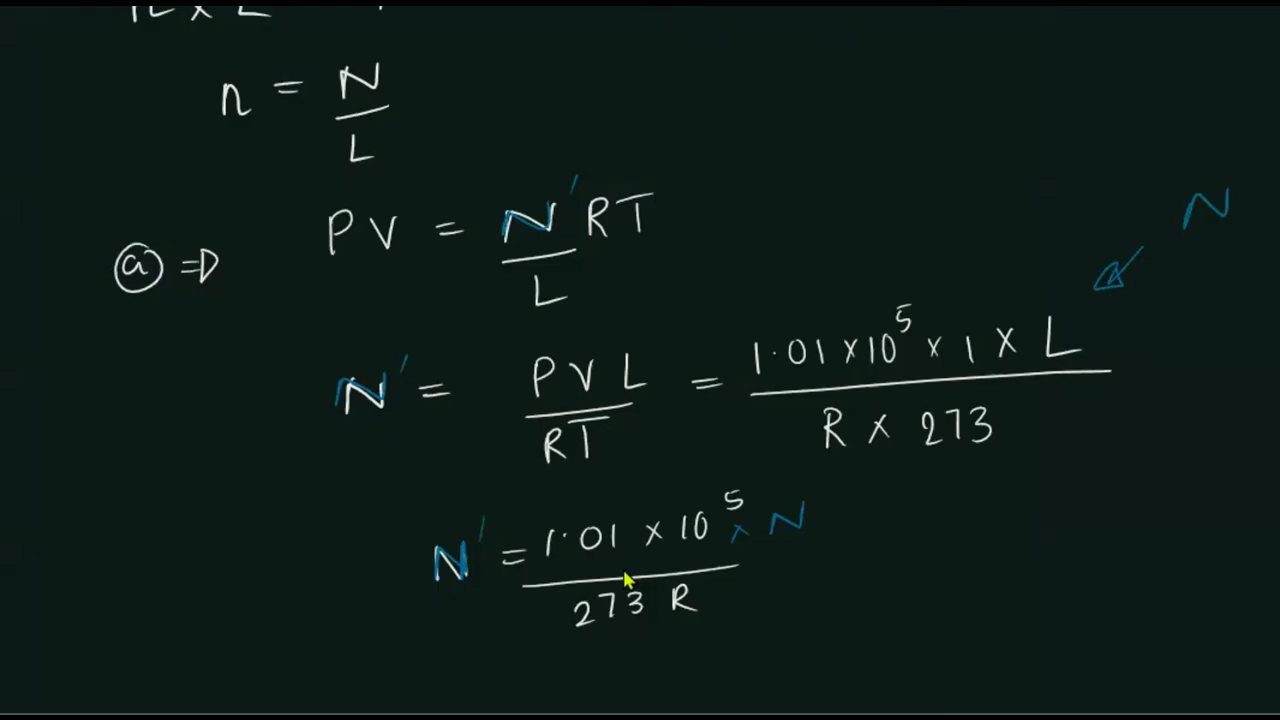 n = N / L
PV = N' RT / L
(a) ⇒
N
N' = PVL / RT = 1.01 × 10⁵ × 1 × L / R × 273
N' = 1.01 × 10⁵ × N / 273 R